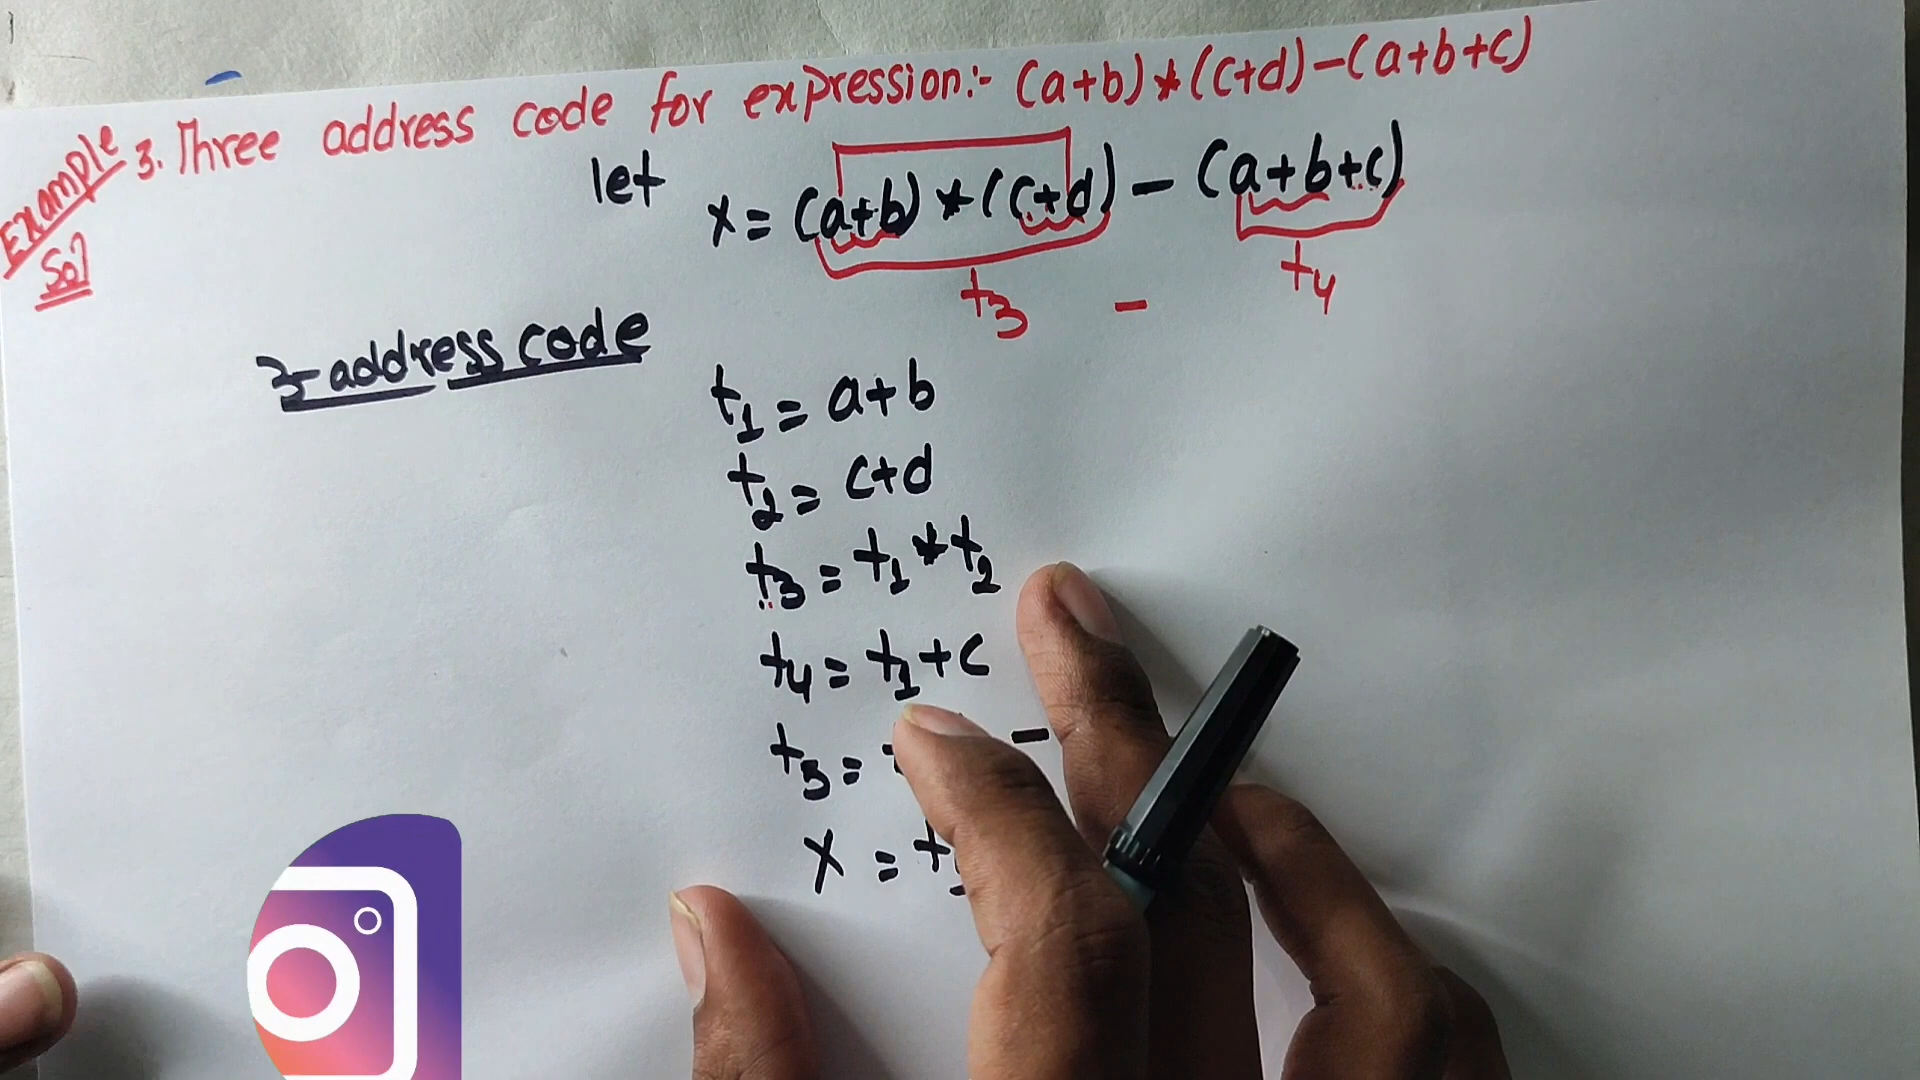 Example 3. Three address code for expression:- (a+b)*(c+d)-(a+b+c)
Sol
let x = (a+b) * (c+d) - (a+b+c)
t3 - t4
3-address code
t1 = a+b
t2 = c+d
t3 = t1 * t2
t4 = t1 + c
t5 = -
x = t